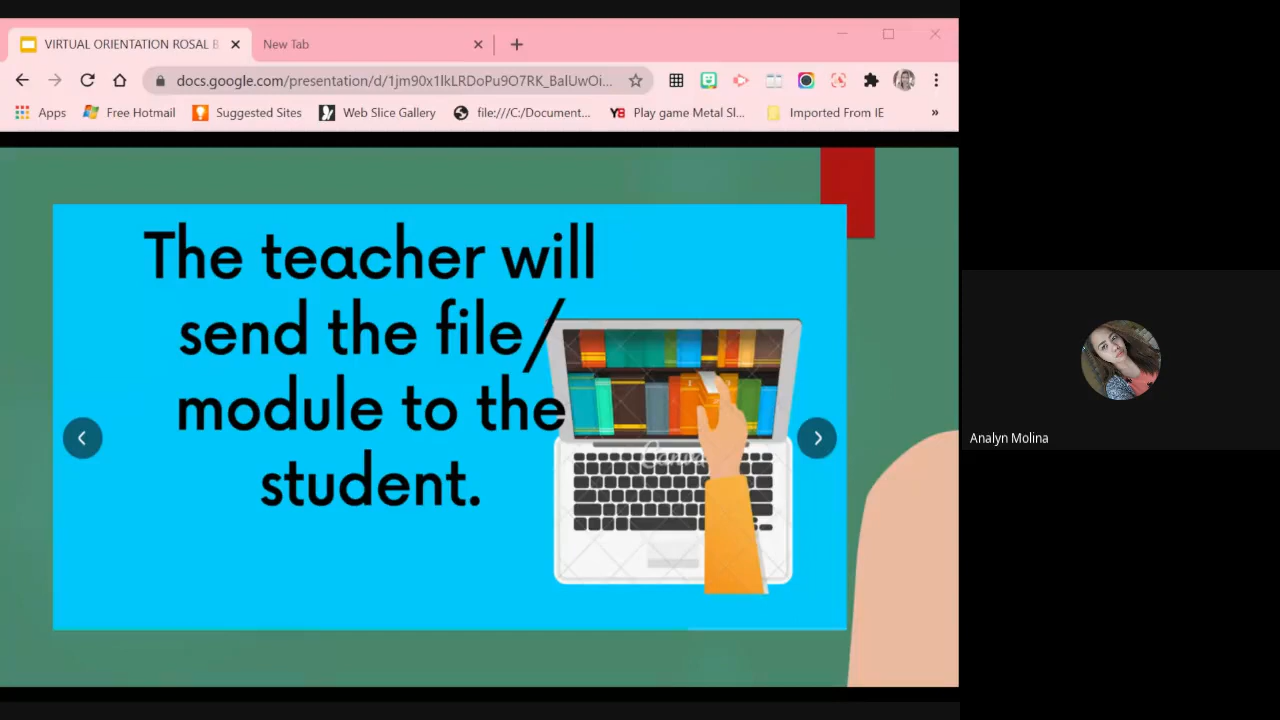 VIRTUAL ORIENTATION ROSAL B
New Tab
docs.google.com/presentation/d/1jm90x1lkLRDoPu9O7RK_BalUwOi...
Apps
Free Hotmail
Suggested Sites
Web Slice Gallery
file:///C:/Document...
Y8 Play game Metal Sl...
Imported From IE
»
The teacher will
send the file/
module to the
student.
Canva
Analyn Molina